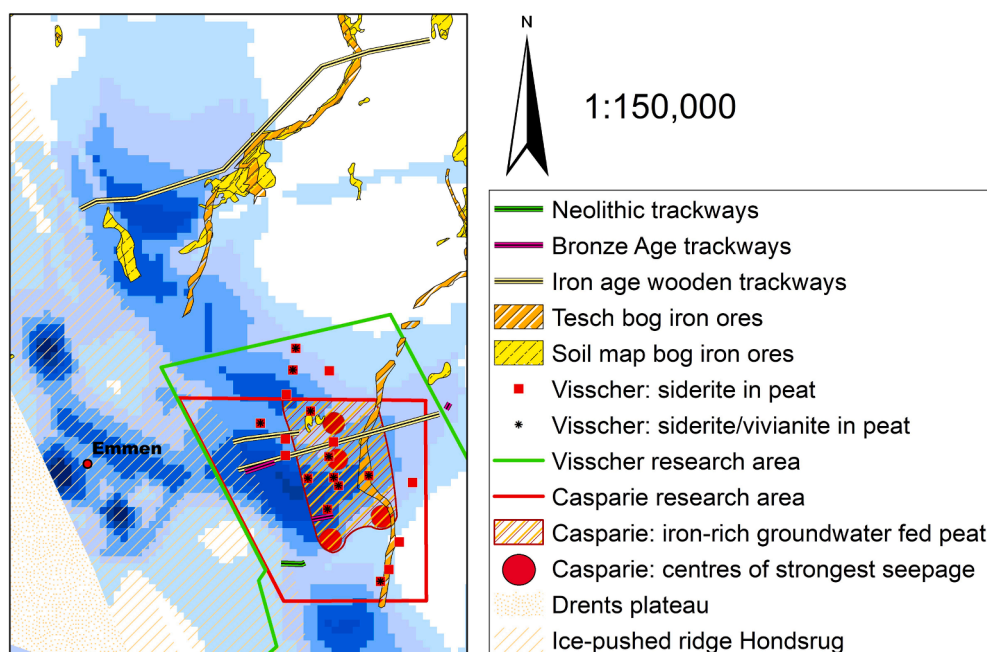 N
1:150,000
Emmen
Neolithic trackways
Bronze Age trackways
Iron age wooden trackways
Tesch bog iron ores
Soil map bog iron ores
Visscher: siderite in peat
Visscher: siderite/vivianite in peat
Visscher research area
Casparie research area
Casparie: iron-rich groundwater fed peat
Casparie: centres of strongest seepage
Drents plateau
Ice-pushed ridge Hondsrug